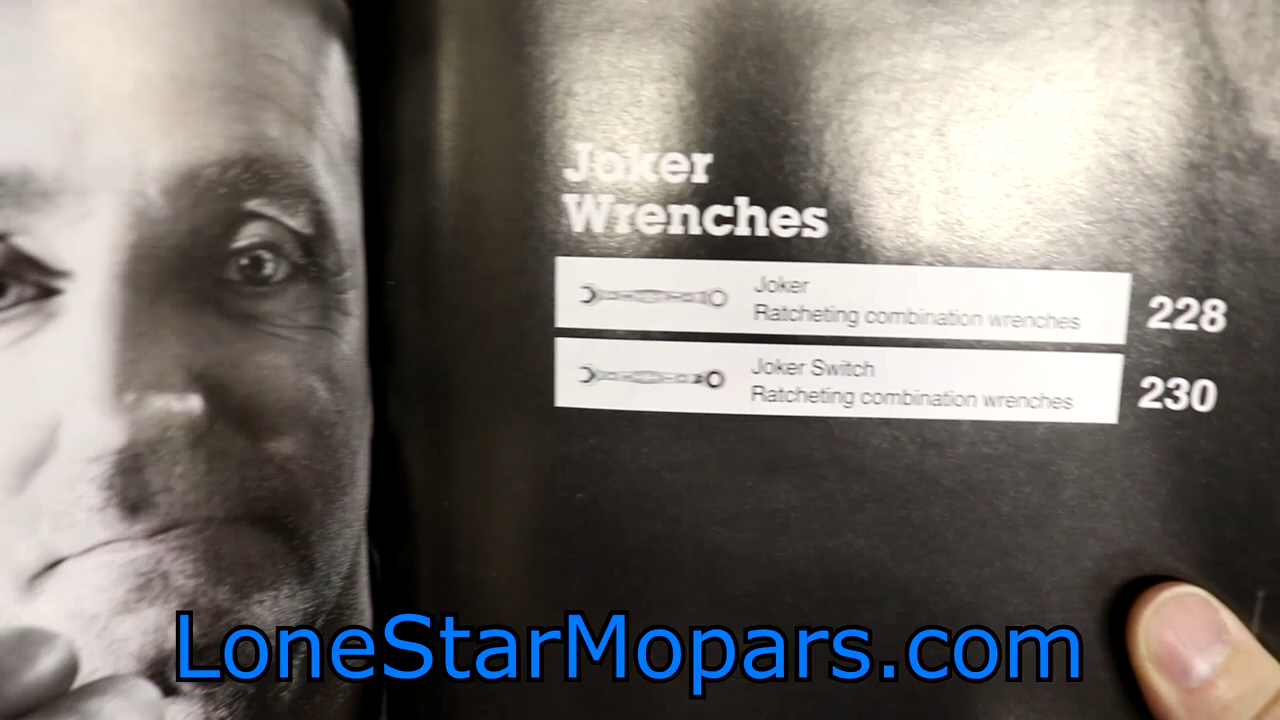 Joker
Wrenches
Joker
Ratcheting combination wrenches
228
Joker Switch
Ratcheting combination wrenches
230
LoneStarMopars.com